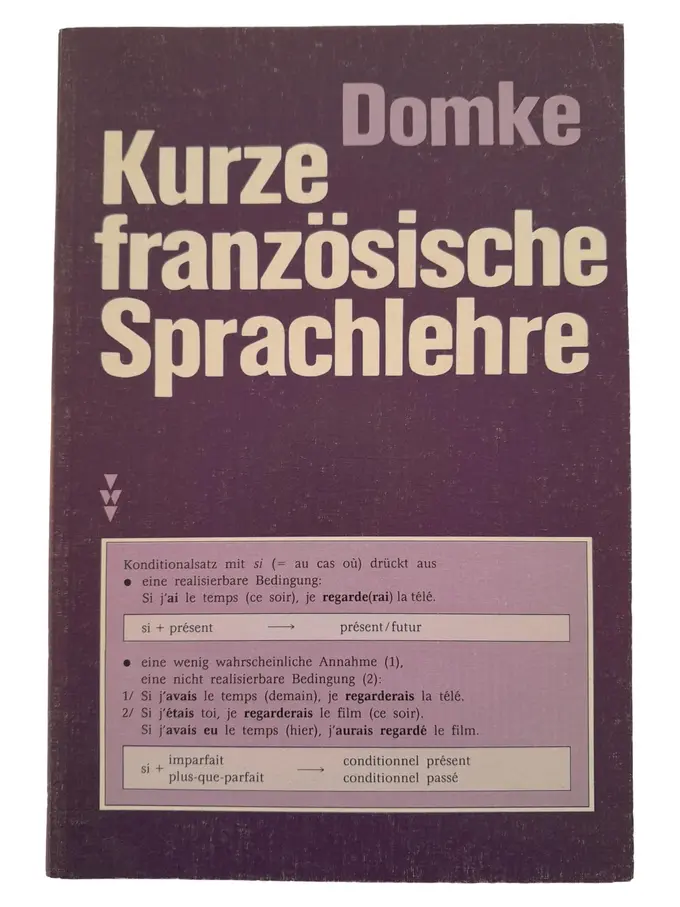 Domke
Kurze
französische
Sprachlehre
Konditionalsatz mit si (= au cas où) drückt aus
• eine realisierbare Bedingung:
Si j'ai le temps (ce soir), je regarde(rai) la télé.
si + présent → présent/futur
• eine wenig wahrscheinliche Annahme (1),
eine nicht realisierbare Bedingung (2):
1/ Si j'avais le temps (demain), je regarderais la télé.
2/ Si j'étais toi, je regarderais le film (ce soir).
Si j'avais eu le temps (hier), j'aurais regardé le film.
si + imparfait → conditionnel présent
plus-que-parfait conditionnel passé